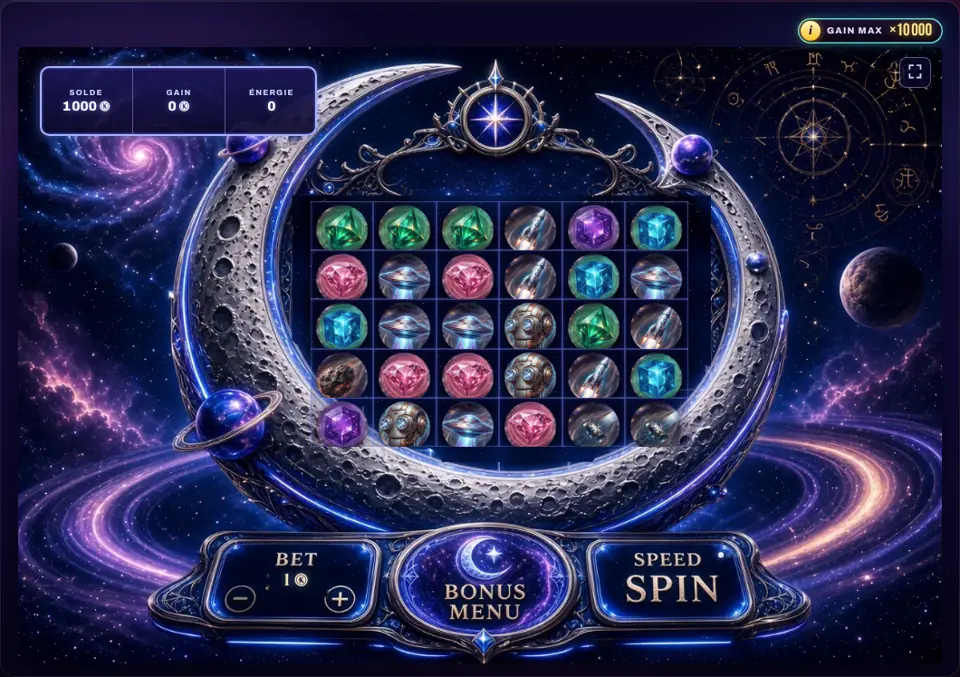 GAIN MAX ×10000
SOLDE
1000
GAIN
0
ÉNERGIE
0
BET
1
BONUS
MENU
SPEED
SPIN